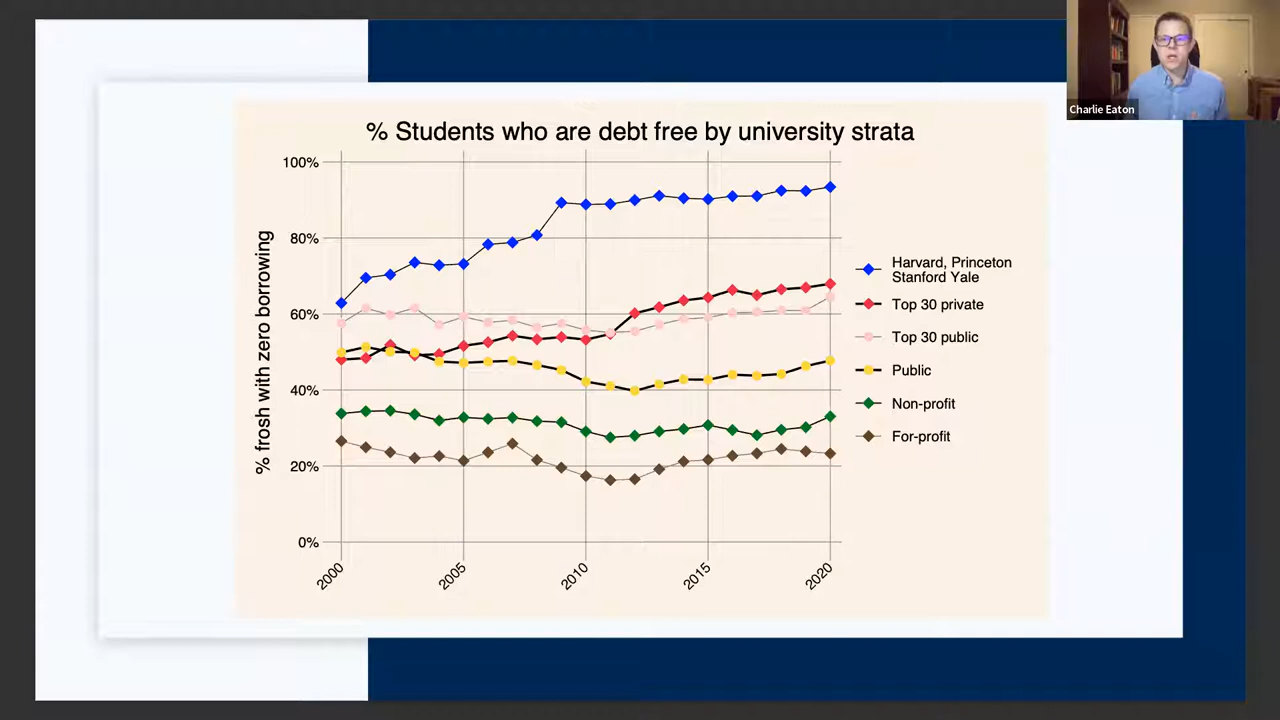 Charlie Eaton
% Students who are debt free by university strata
% frosh with zero borrowing
100%
80%
60%
40%
20%
0%
2000
2005
2010
2015
2020
Harvard, Princeton
Stanford Yale
Top 30 private
Top 30 public
Public
Non-profit
For-profit